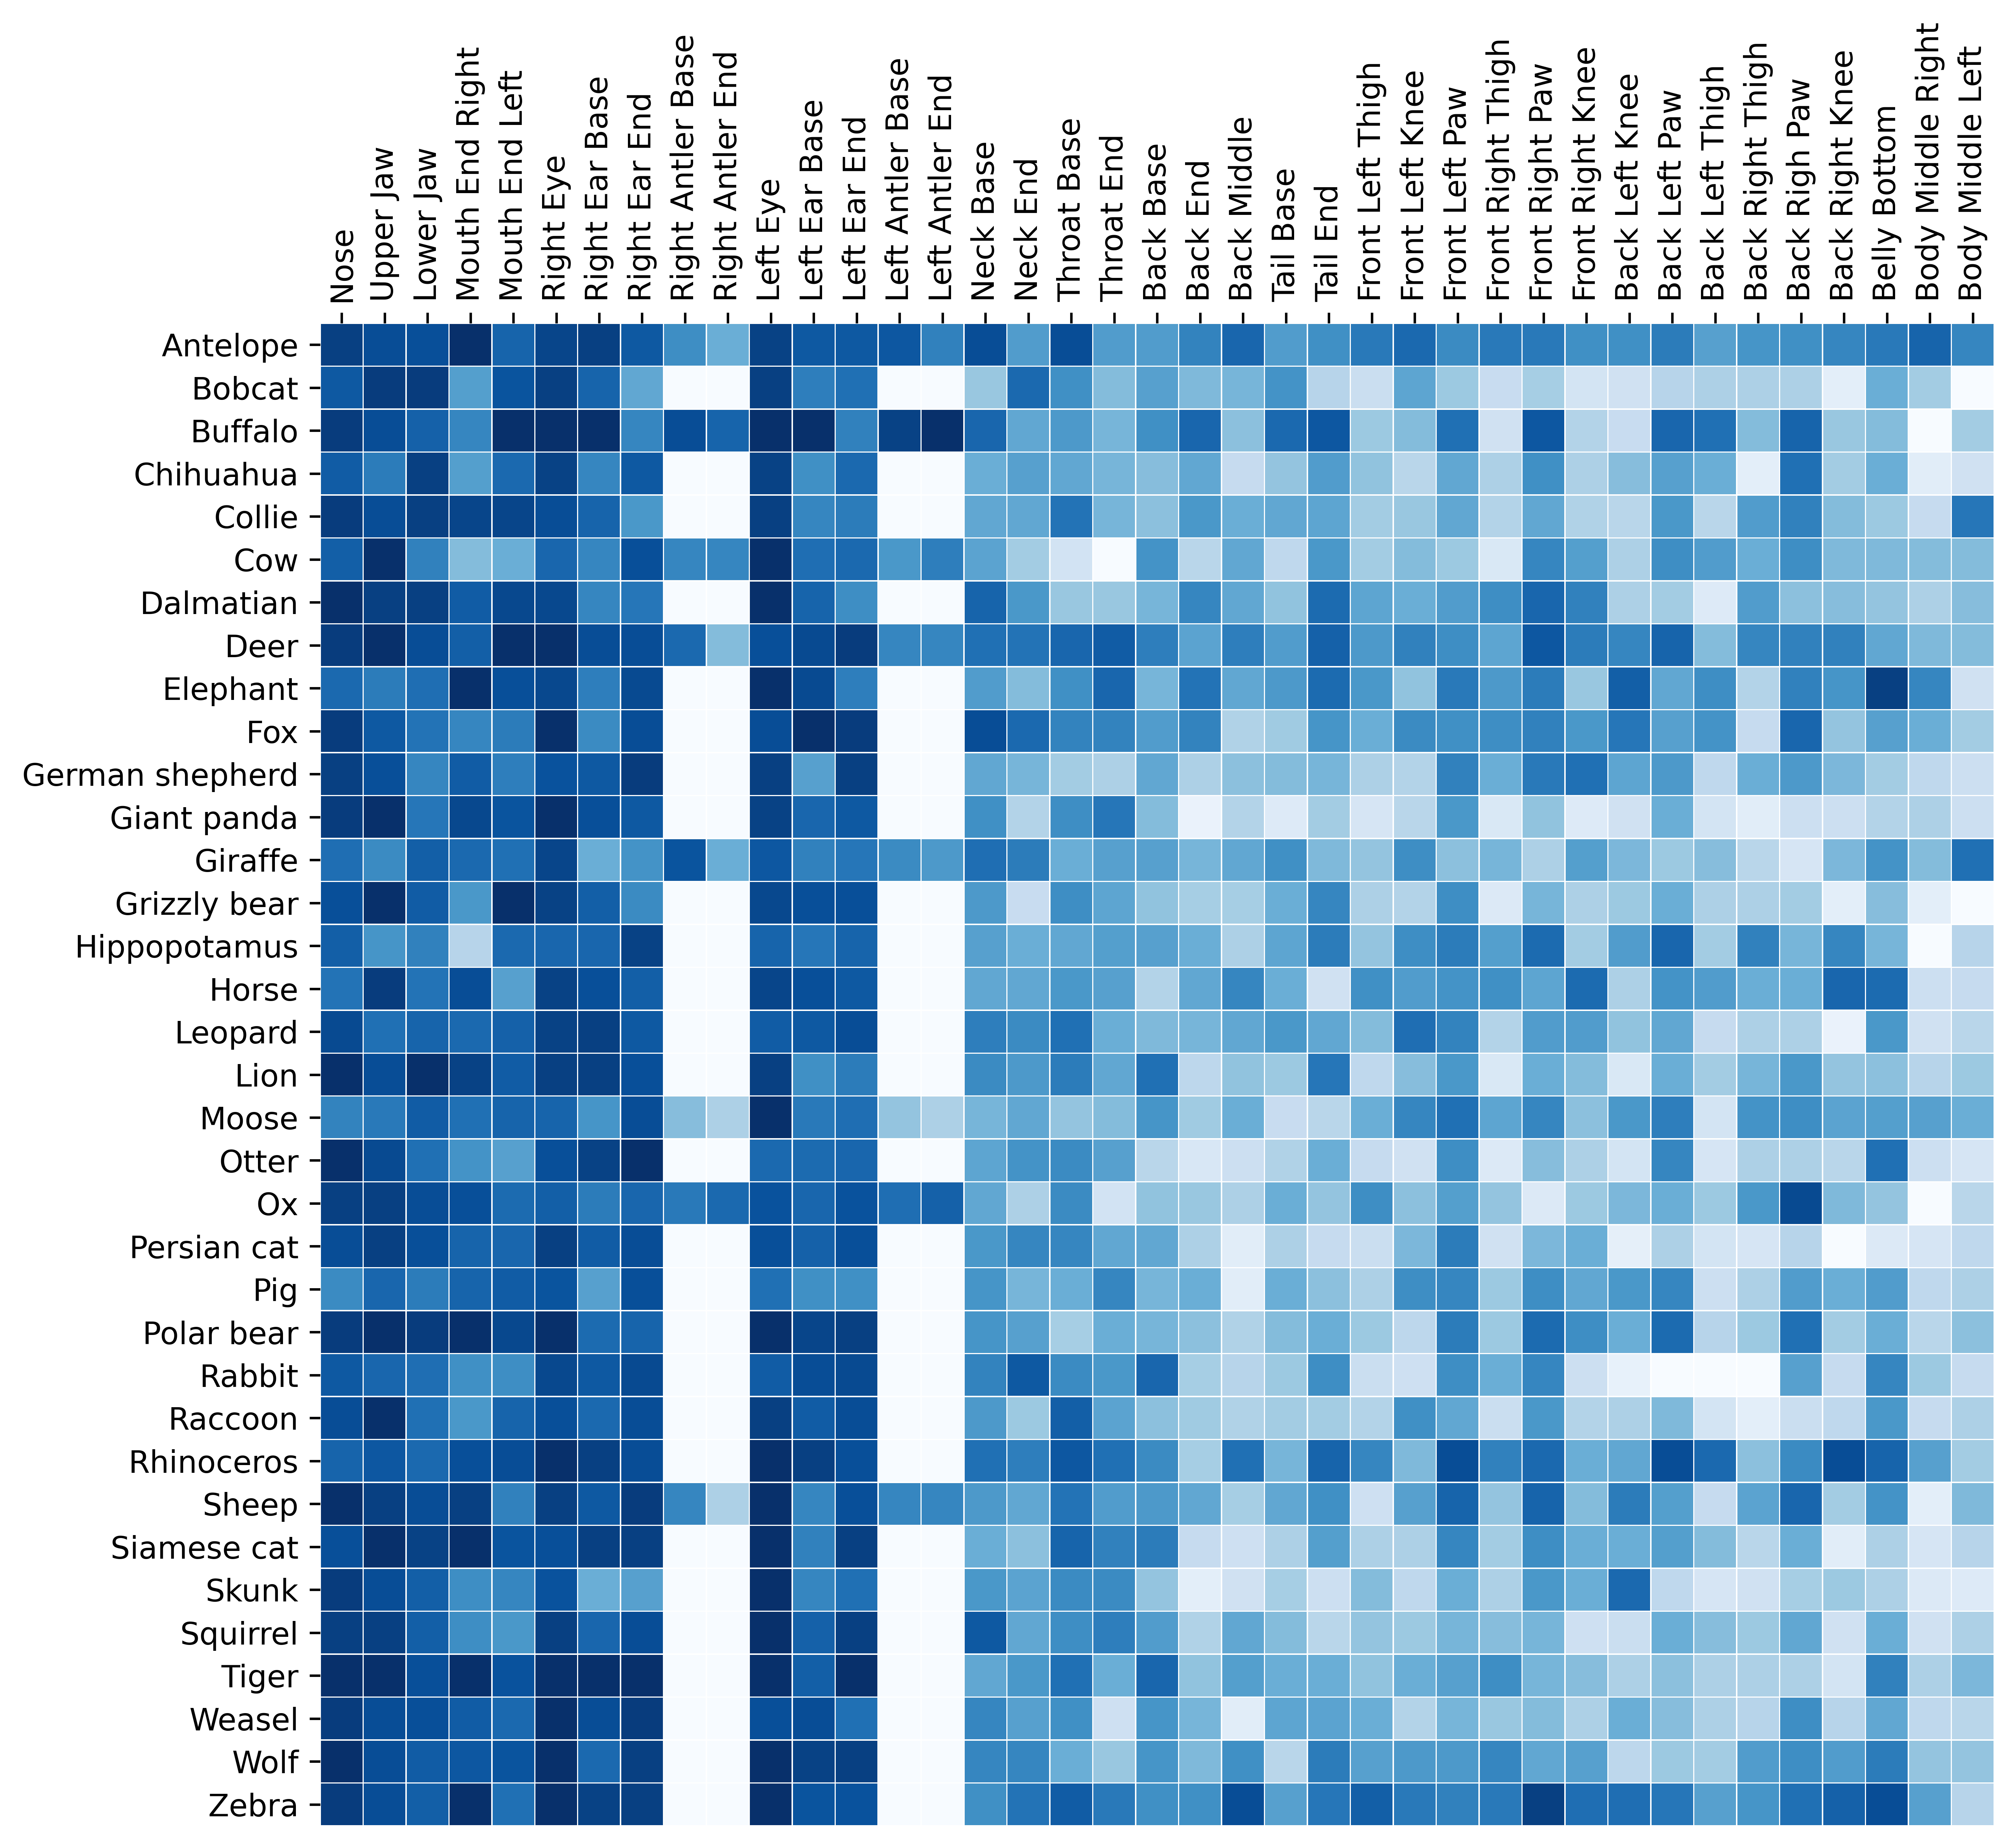 Nose
Upper Jaw
Lower Jaw
Mouth End Right
Mouth End Left
Right Eye
Right Ear Base
Right Ear End
Right Antler Base
Right Antler End
Left Eye
Left Ear Base
Left Ear End
Left Antler Base
Left Antler End
Neck Base
Neck End
Throat Base
Throat End
Back Base
Back End
Back Middle
Tail Base
Tail End
Front Left Thigh
Front Left Knee
Front Left Paw
Front Right Thigh
Front Right Paw
Front Right Knee
Back Left Knee
Back Left Paw
Back Left Thigh
Back Right Thigh
Back Righ Paw
Back Right Knee
Belly Bottom
Body Middle Right
Body Middle Left
Antelope
Bobcat
Buffalo
Chihuahua
Collie
Cow
Dalmatian
Deer
Elephant
Fox
German shepherd
Giant panda
Giraffe
Grizzly bear
Hippopotamus
Horse
Leopard
Lion
Moose
Otter
Ox
Persian cat
Pig
Polar bear
Rabbit
Raccoon
Rhinoceros
Sheep
Siamese cat
Skunk
Squirrel
Tiger
Weasel
Wolf
Zebra